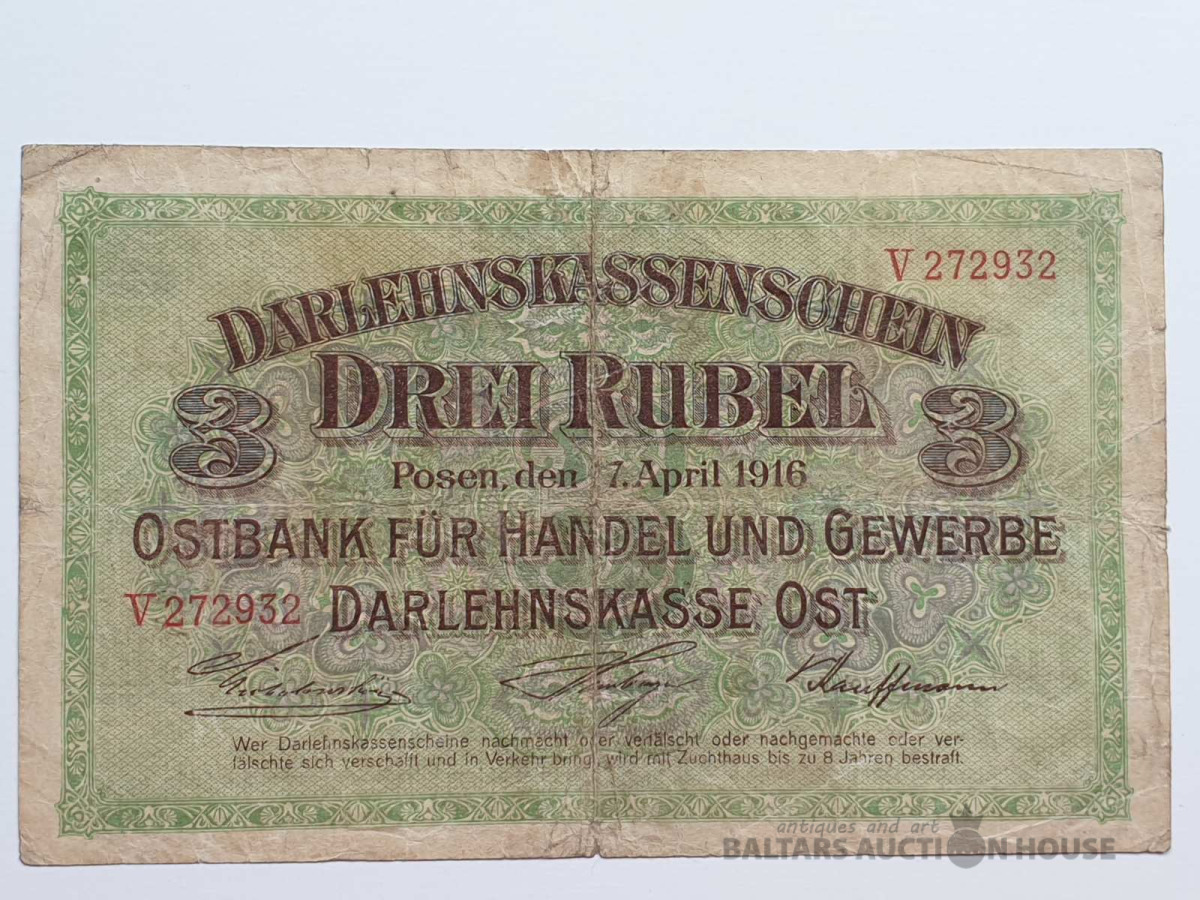 V 272932
DARLEHNSKASSENSCHEIN
3 DREI RUBEL 3
Posen, den 7. April 1916
OSTBANK FÜR HANDEL UND GEWERBE
V 272932 DARLEHNSKASSE OST
Kauffmann
Wer Darlehnskassenscheine nachmacht oder verfälscht oder nachgemachte oder ver-
fälschte sich verschafft und in Verkehr bringt, wird mit Zuchthaus bis zu 8 Jahren bestraft.
antiques and art
BALTARS AUCTION HOUSE